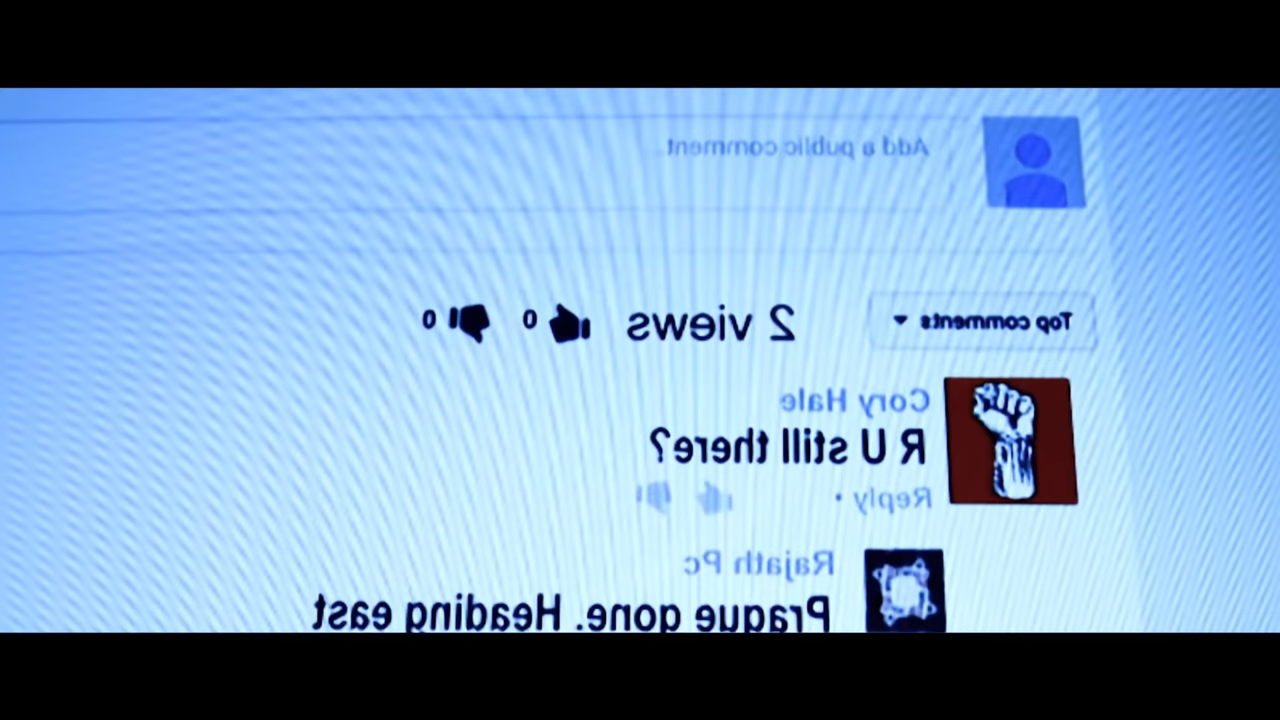 Add a public comment
Top comments
2 views 0 0
Cory Hale
R U still there?
Reply •
Rajath Pc
Prague gone. Heading east